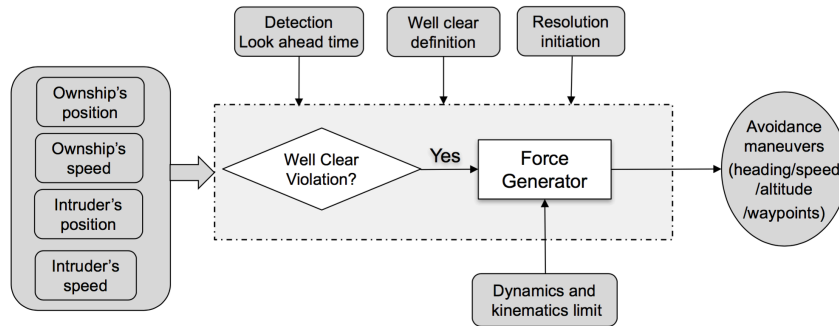 Detection
Look ahead time
Well clear
definition
Resolution
initiation
Ownship's
position
Ownship's
speed
Intruder's
position
Intruder's
speed
Well Clear
Violation?
Yes
Force
Generator
Avoidance
maneuvers
(heading/speed
/altitude
/waypoints)
Dynamics and
kinematics limit